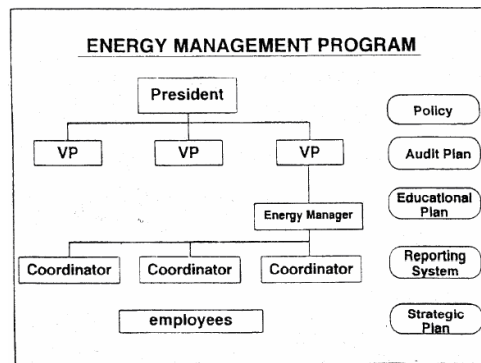 ENERGY MANAGEMENT PROGRAM
President
Policy
VP VP VP
Audit Plan
Educational
Plan
Energy Manager
Coordinator Coordinator Coordinator
Reporting
System
employees
Strategic
Plan